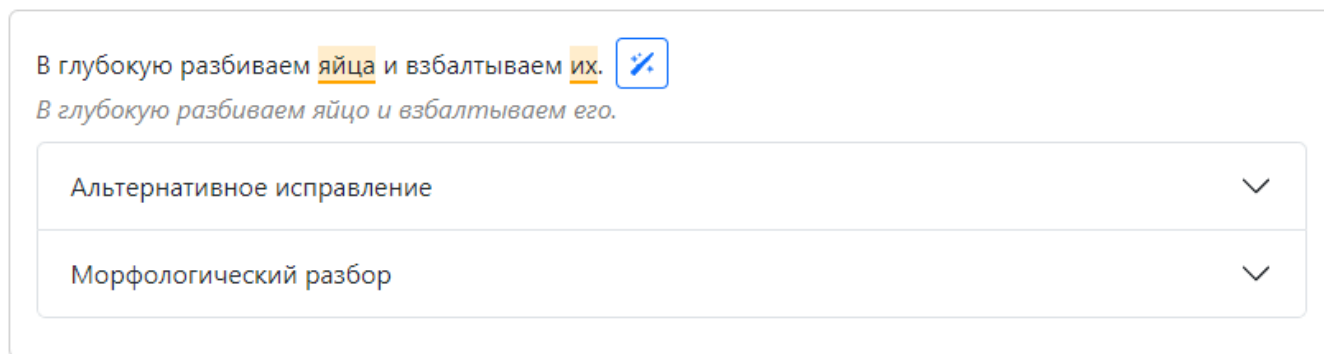 В глубокую разбиваем яйца и взбалтываем их.
В глубокую разбиваем яйцо и взбалтываем его.
Альтернативное исправление
Морфологический разбор